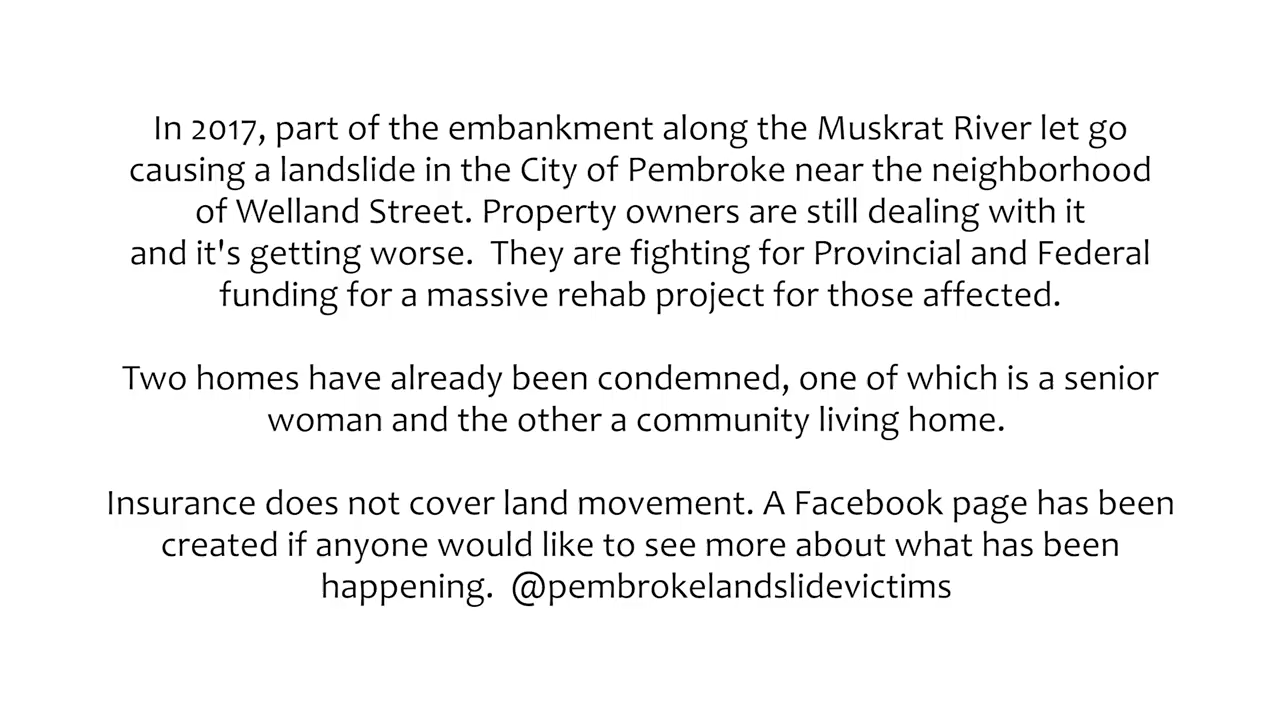 In 2017, part of the embankment along the Muskrat River let go
causing a landslide in the City of Pembroke near the neighborhood
of Welland Street. Property owners are still dealing with it
and it's getting worse.  They are fighting for Provincial and Federal
funding for a massive rehab project for those affected.
Two homes have already been condemned, one of which is a senior
woman and the other a community living home.
Insurance does not cover land movement. A Facebook page has been
created if anyone would like to see more about what has been
happening.  @pembrokelandslidevictims